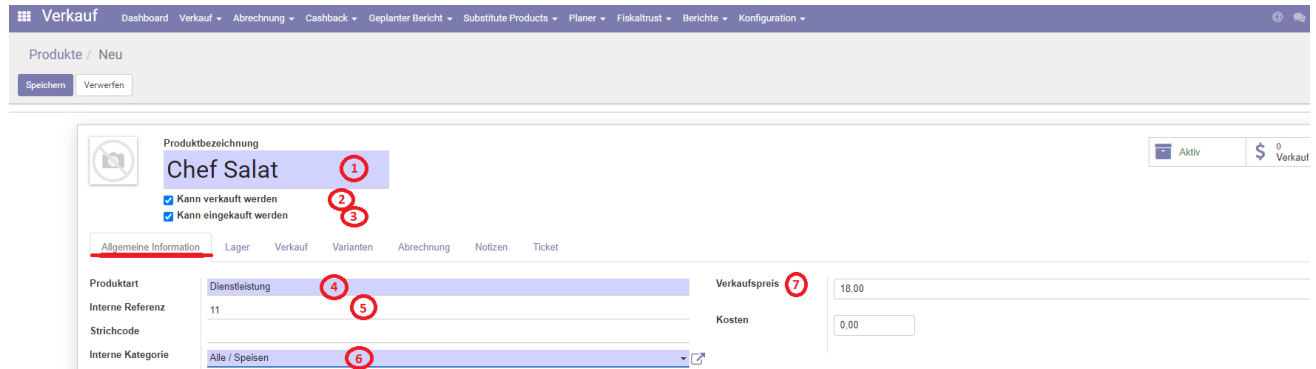 Verkauf Dashboard Verkauf Abrechnung Cashback Geplanter Bericht Substitute Products Planer Fiskaltrust Berichte Konfiguration @
Produkte / Neu
Speichern Verwerfen
Produktbezeichnung
Chef Salat 1
Kann verkauft werden 2
Kann eingekauft werden 3
Aktiv
$ 0
Verkauf
Allgemeine Information Lager Verkauf Varianten Abrechnung Notizen Ticket
Produktart Dienstleistung 4
Verkaufspreis 7 18,00
Interne Referenz 11 5
Kosten 0,00
Strichcode
Interne Kategorie Alle / Speisen 6